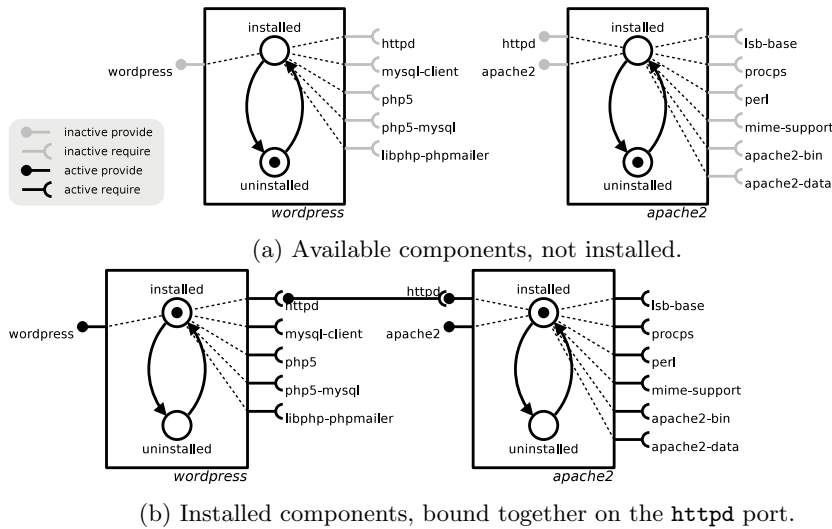 installed
httpd
mysql-client
php5
php5-mysql
libphp-phpmailer
wordpress
uninstalled
wordpress
installed
httpd
apache2
lsb-base
procps
perl
mime-support
apache2-bin
apache2-data
uninstalled
apache2
inactive provide
inactive require
active provide
active require
(a) Available components, not installed.
installed
httpd
mysql-client
php5
php5-mysql
libphp-phpmailer
wordpress
uninstalled
wordpress
installed
httpd
apache2
lsb-base
procps
perl
mime-support
apache2-bin
apache2-data
uninstalled
apache2
(b) Installed components, bound together on the httpd port.